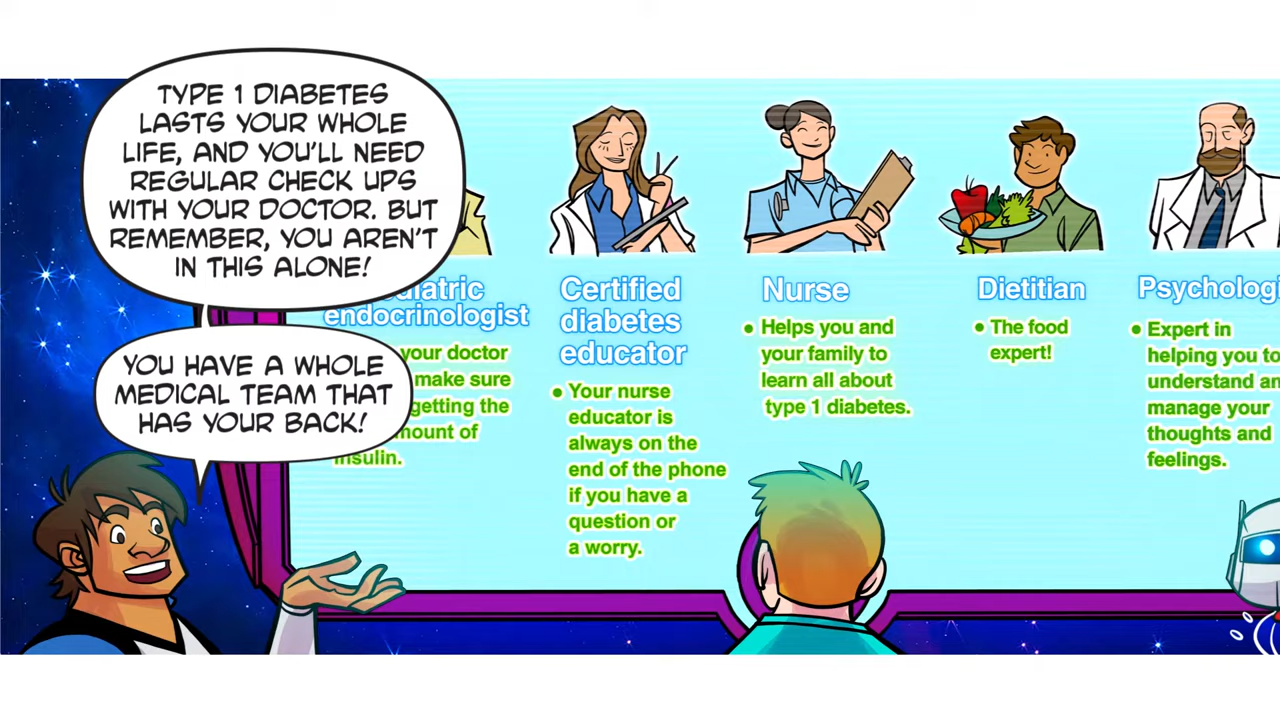 TYPE 1 DIABETES
LASTS YOUR WHOLE
LIFE, AND YOU'LL NEED
REGULAR CHECK UPS
WITH YOUR DOCTOR. BUT
REMEMBER, YOU AREN'T
IN THIS ALONE!
YOU HAVE A WHOLE
MEDICAL TEAM THAT
HAS YOUR BACK!
endocrinologist
your doctor
make sure
getting the
of
insulin.
Certified
diabetes
educator
• Your nurse
educator is
always on the
end of the phone
if you have a
question or
a worry.
Nurse
• Helps you and
your family to
learn all about
type 1 diabetes.
Dietitian
• The food
expert!
Psychologi
• Expert in
helping you to
understand an
manage your
thoughts and
feelings.